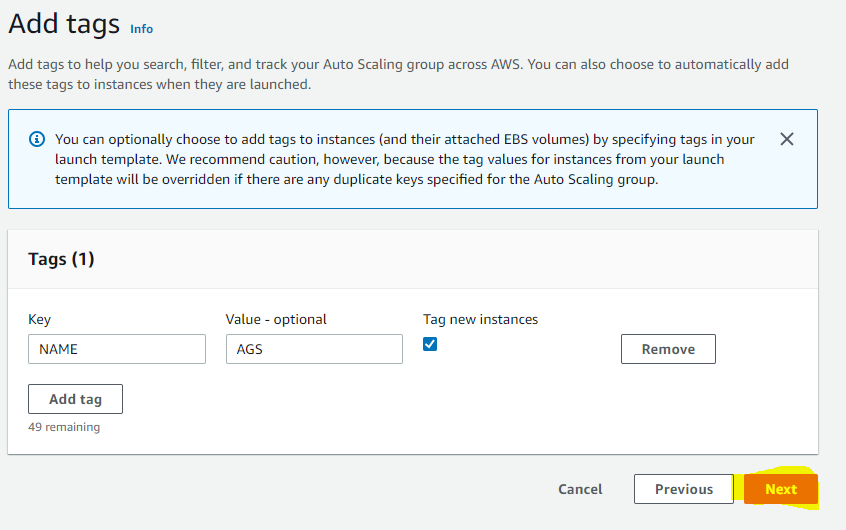 Add tags Info
Add tags to help you search, filter, and track your Auto Scaling group across AWS. You can also choose to automatically add
these tags to instances when they are launched.
You can optionally choose to add tags to instances (and their attached EBS volumes) by specifying tags in your
launch template. We recommend caution, however, because the tag values for instances from your launch
template will be overridden if there are any duplicate keys specified for the Auto Scaling group.
Tags (1)
Key Value - optional Tag new instances
NAME AGS Remove
Add tag
49 remaining
Cancel Previous Next